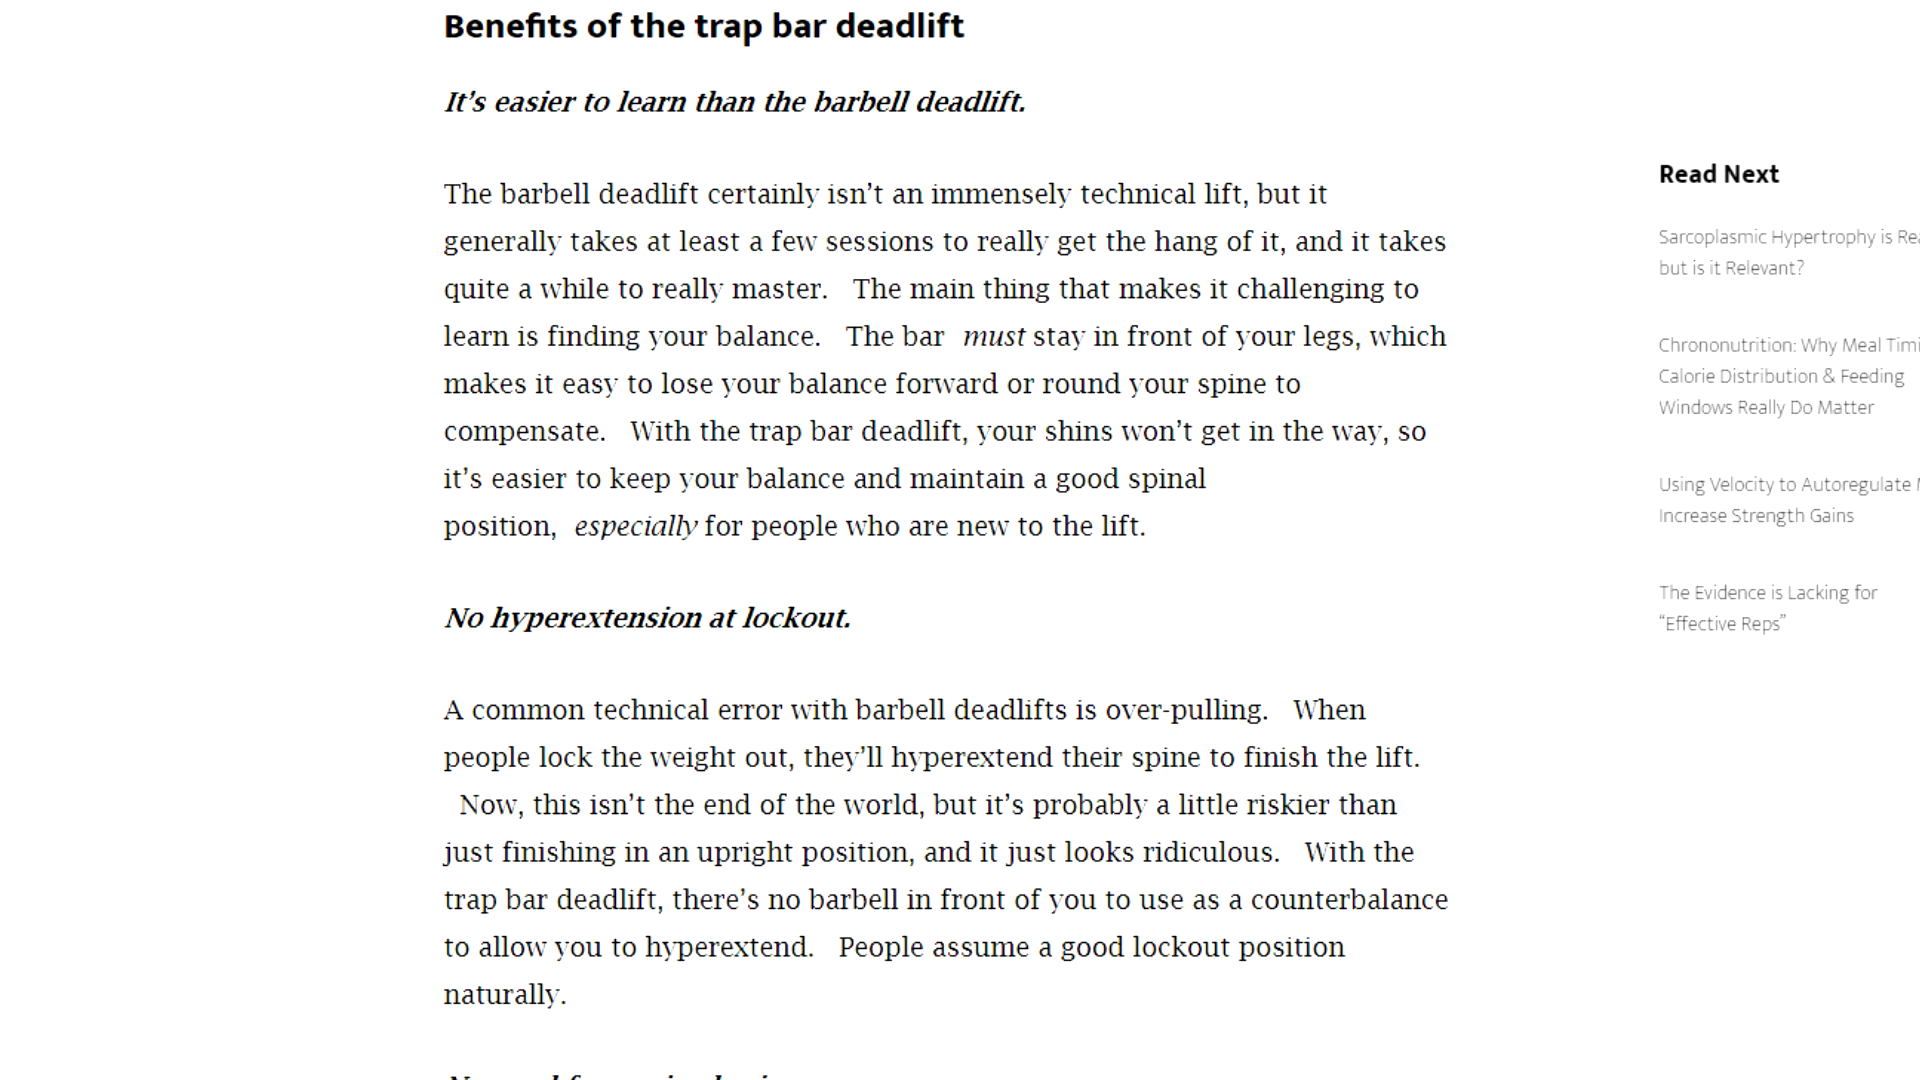 Benefits of the trap bar deadlift
It’s easier to learn than the barbell deadlift.
The barbell deadlift certainly isn’t an immensely technical lift, but it
generally takes at least a few sessions to really get the hang of it, and it takes
quite a while to really master. The main thing that makes it challenging to
learn is finding your balance. The bar must stay in front of your legs, which
makes it easy to lose your balance forward or round your spine to
compensate. With the trap bar deadlift, your shins won’t get in the way, so
it’s easier to keep your balance and maintain a good spinal
position, especially for people who are new to the lift.
No hyperextension at lockout.
A common technical error with barbell deadlifts is over-pulling. When
people lock the weight out, they’ll hyperextend their spine to finish the lift.
Now, this isn’t the end of the world, but it’s probably a little riskier than
just finishing in an upright position, and it just looks ridiculous. With the
trap bar deadlift, there’s no barbell in front of you to use as a counterbalance
to allow you to hyperextend. People assume a good lockout position
naturally.
Read Next
Sarcoplasmic Hypertrophy is
but is it Relevant?
Chrononutrition: Why Meal
Calorie Distribution & Feeding
Windows Really Do Matter
Using Velocity to Autoregulate
Increase Strength Gains
The Evidence is Lacking for
“Effective Reps”